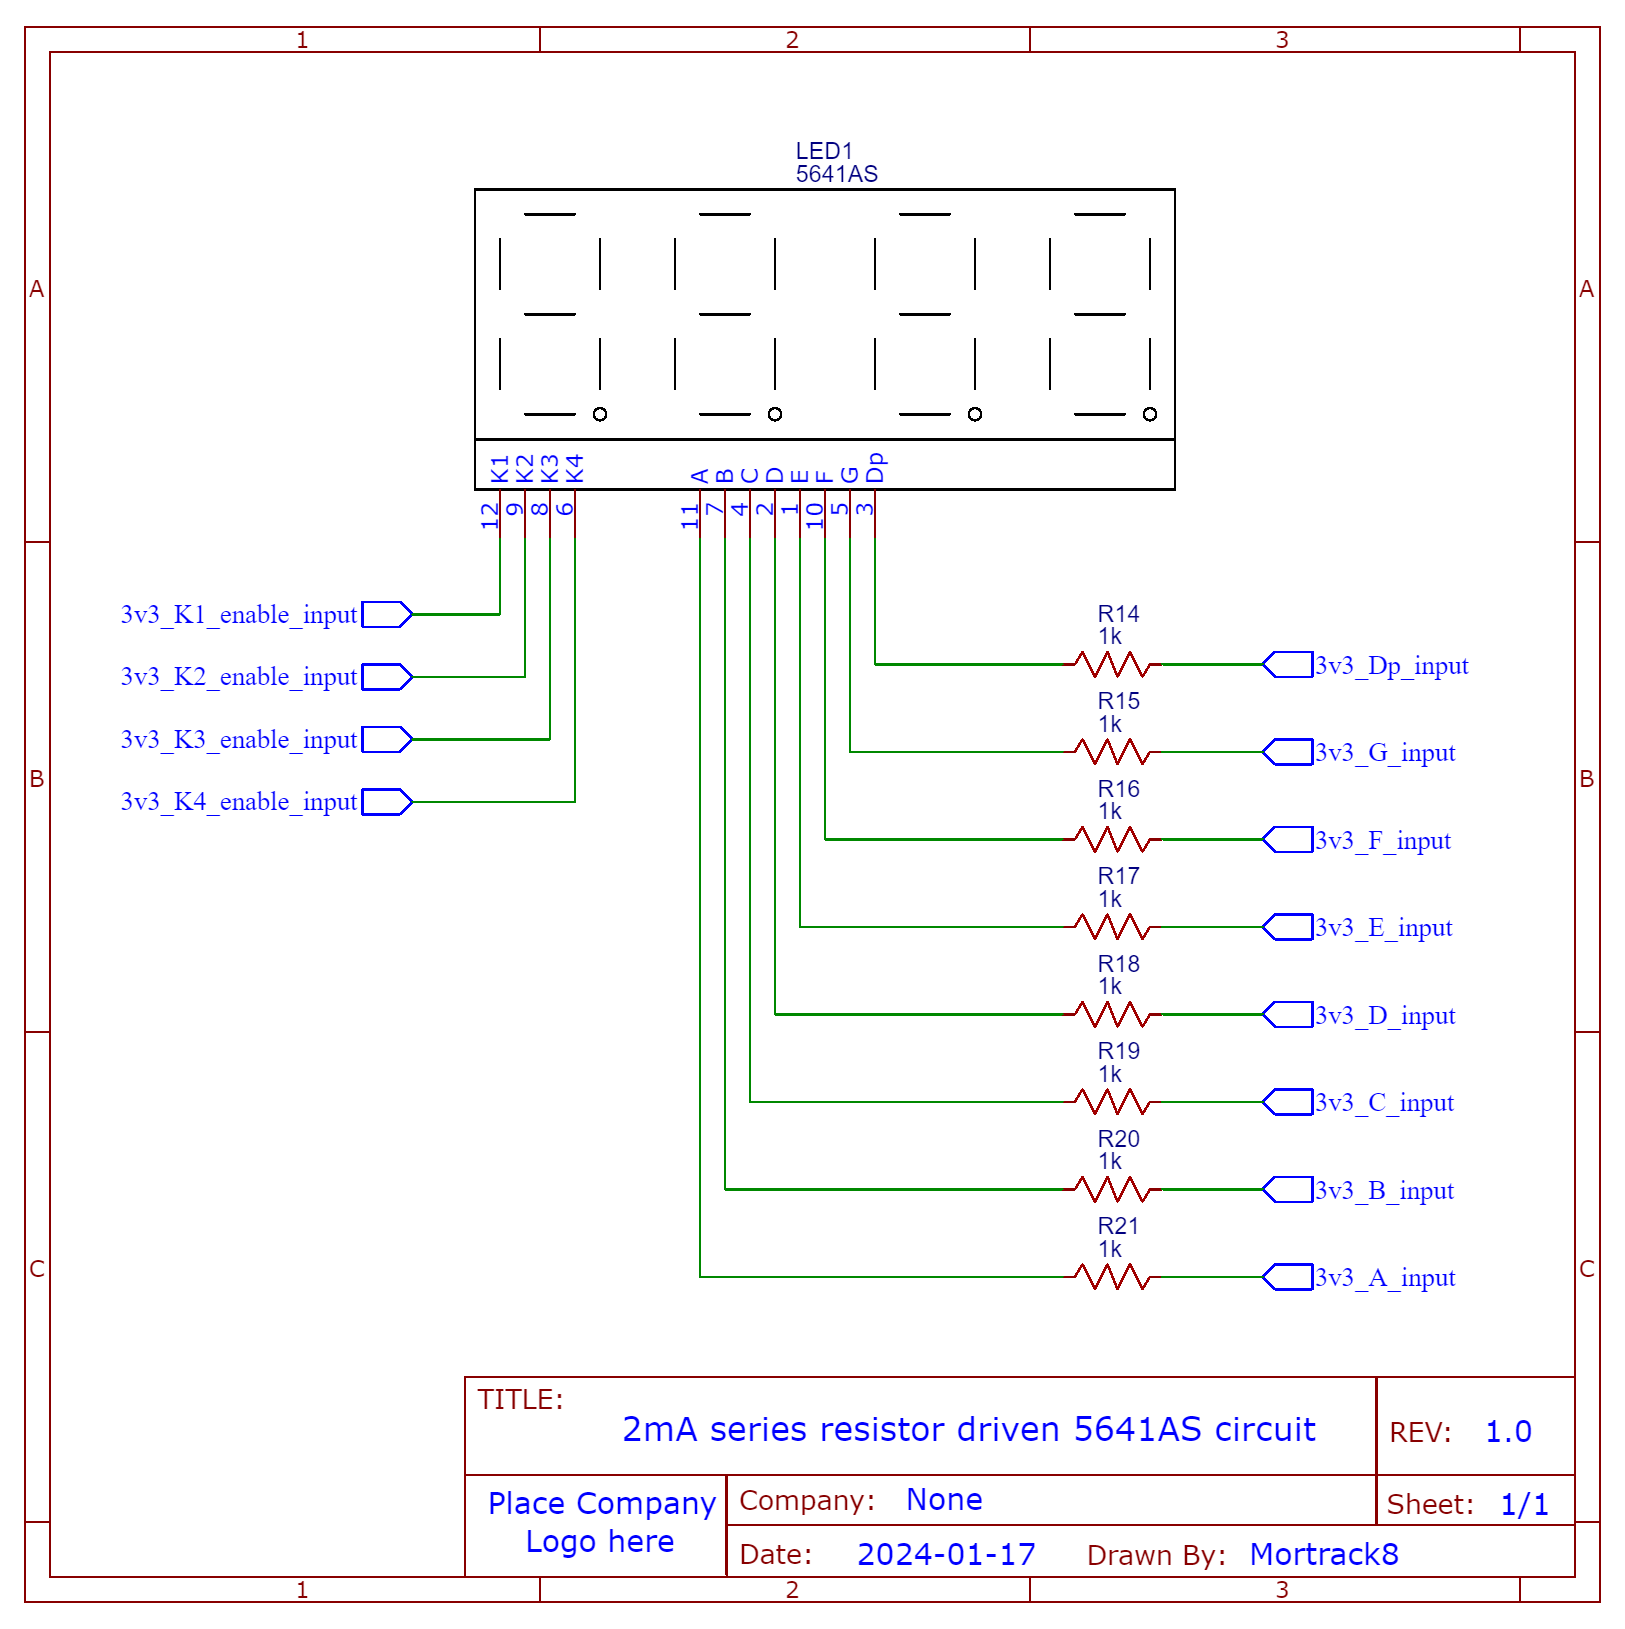 1 2 3
LED1
5641AS
A A
K1 K2 K3 K4 A B C D E F G Dp
12 9 8 6 11 7 4 2 1 10 5 3
3v3_K1_enable_input
R14
1k
3v3_Dp_input
3v3_K2_enable_input
R15
1k
3v3_K3_enable_input
3v3_G_input
B B
R16
1k
3v3_K4_enable_input
3v3_F_input
R17
1k
3v3_E_input
R18
1k
3v3_D_input
R19
1k
3v3_C_input
R20
1k
3v3_B_input
R21
1k
C C
3v3_A_input
TITLE:
2mA series resistor driven 5641AS circuit
REV: 1.0
Place Company
Logo here
Company: None
Sheet: 1/1
Date: 2024-01-17 Drawn By: Mortrack8
1 2 3